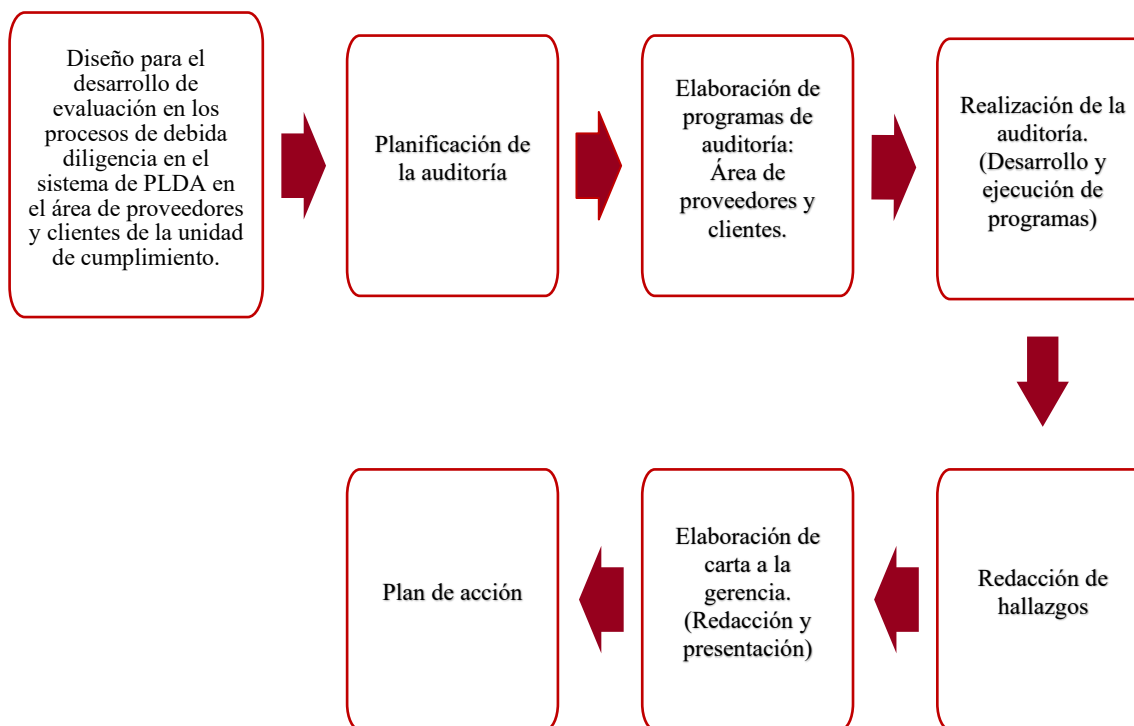 Diseño para el
desarrollo de
evaluación en los
procesos de debida
diligencia en el
sistema de PLDA en
el área de proveedores
y clientes de la unidad
de cumplimiento.
Planificación de
la auditoría
Elaboración de
programas de
auditoría:
Área de
proveedores y
clientes.
Realización de la
auditoría.
(Desarrollo y
ejecución de
programas)
Redacción de
hallazgos
Elaboración de
carta a la
gerencia.
(Redacción y
presentación)
Plan de acción